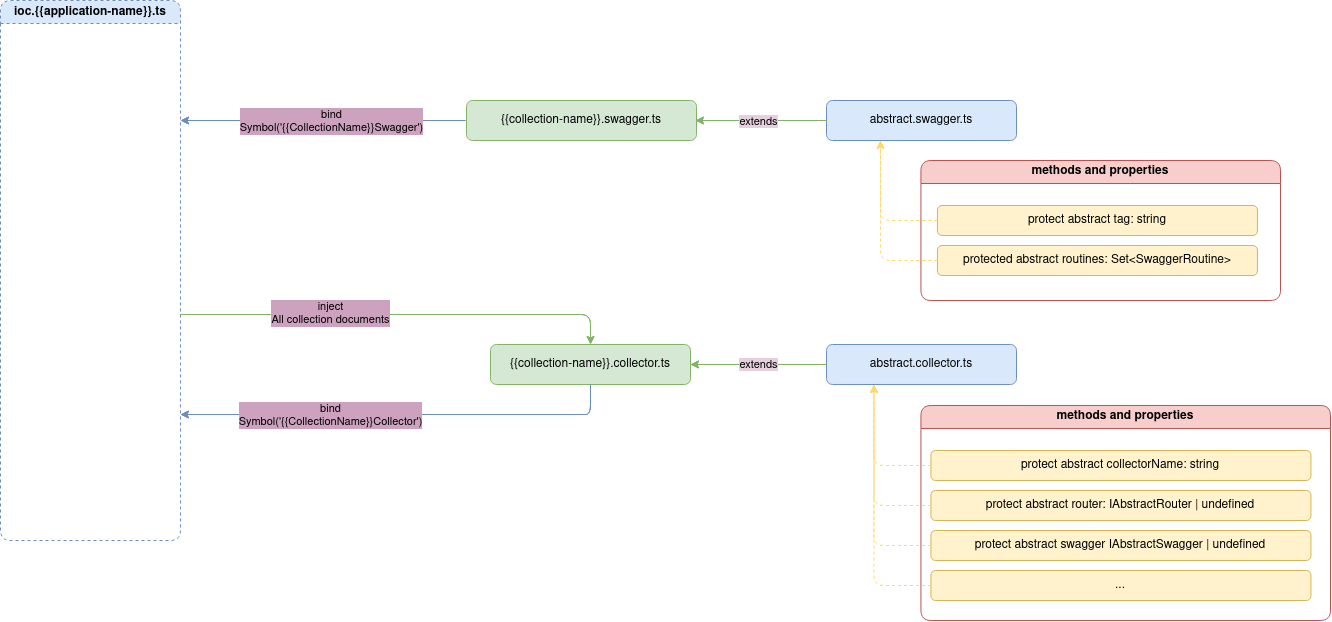 ioc.{{application-name}}.ts
bind
Symbol('{{CollectionName}}Swagger')
{{collection-name}}.swagger.ts
extends
abstract.swagger.ts
methods and properties
protect abstract tag: string
protected abstract routines: Set<SwaggerRoutine>
inject
All collection documents
{{collection-name}}.collector.ts
extends
abstract.collector.ts
bind
Symbol('{{CollectionName}}Collector')
methods and properties
protect abstract collectorName: string
protect abstract router: IAbstractRouter | undefined
protect abstract swagger IAbstractSwagger | undefined
...